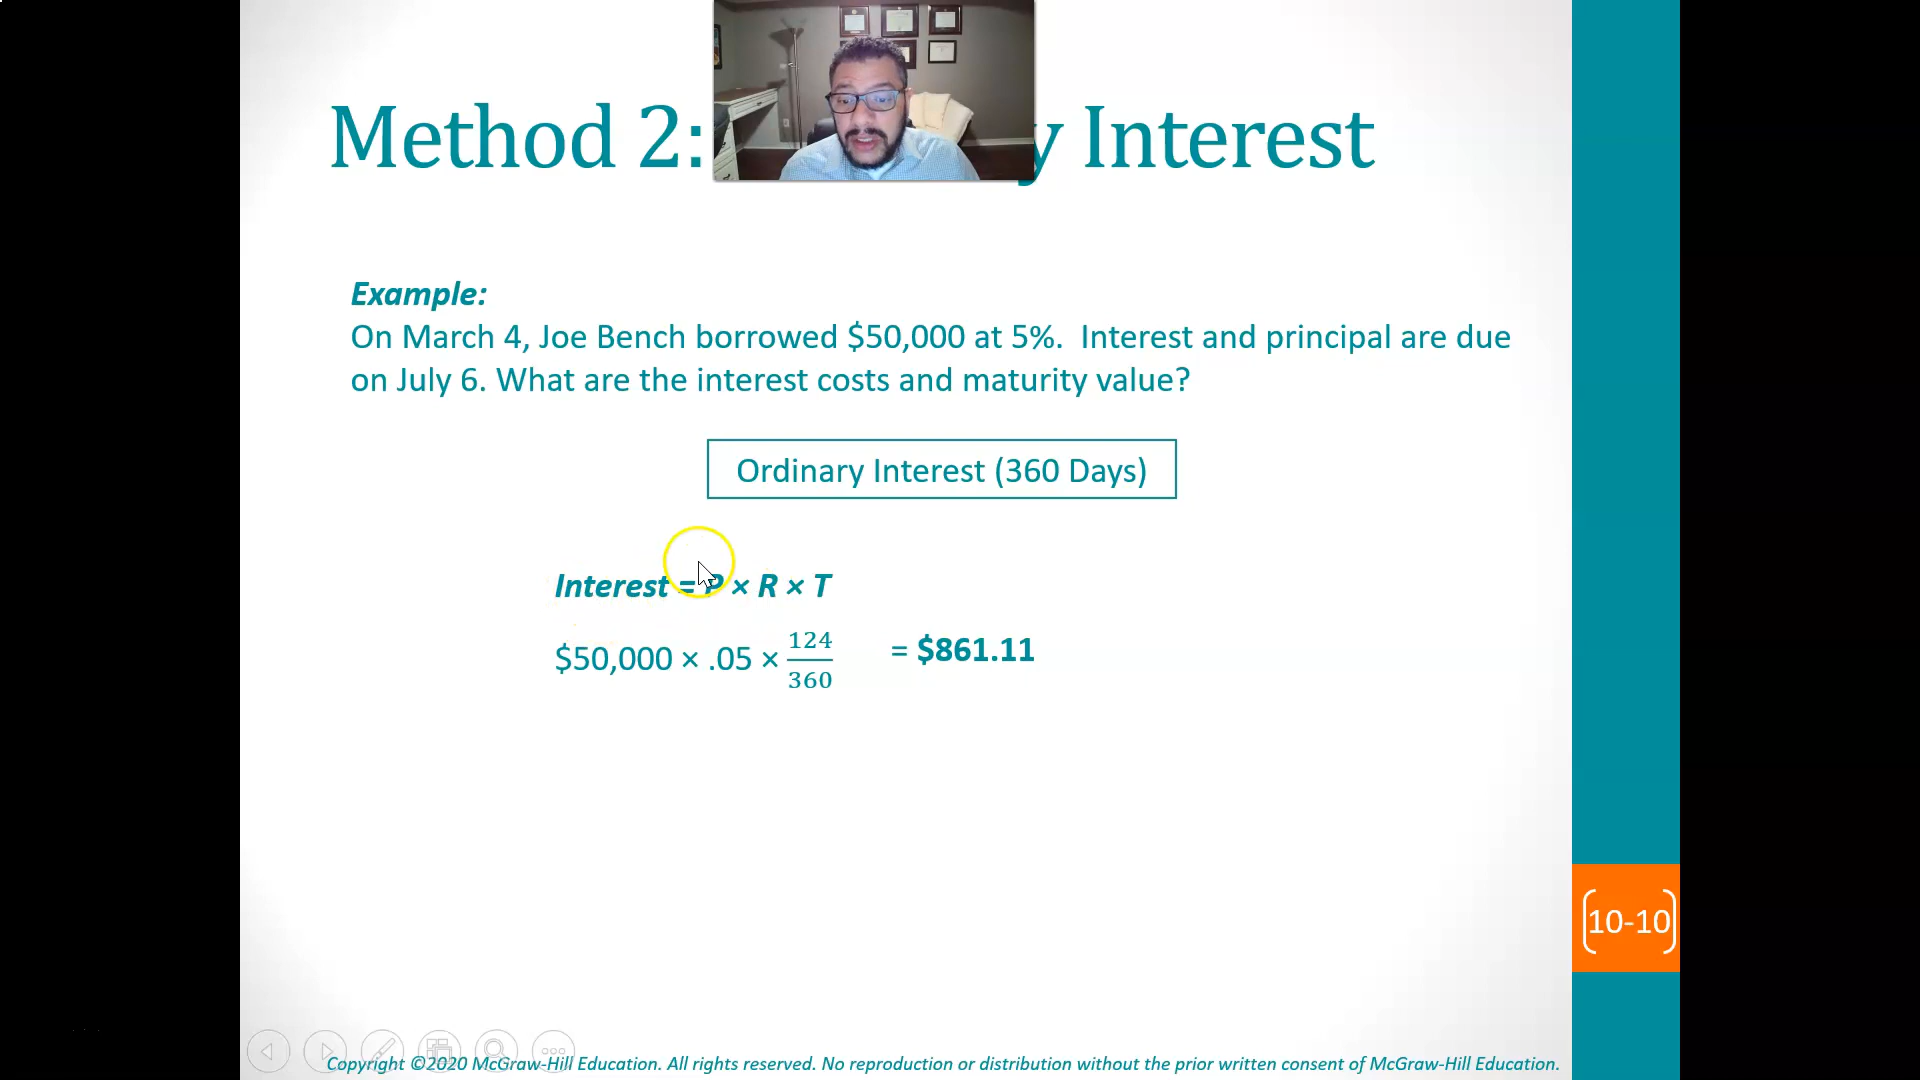 Method 2: y Interest
Example:
On March 4, Joe Bench borrowed $50,000 at 5%. Interest and principal are due
on July 6. What are the interest costs and maturity value?
Ordinary Interest (360 Days)
Interest = P × R × T
$50,000 × .05 × 124/360 = $861.11
10-10
Copyright ©2020 McGraw-Hill Education. All rights reserved. No reproduction or distribution without the prior written consent of McGraw-Hill Education.